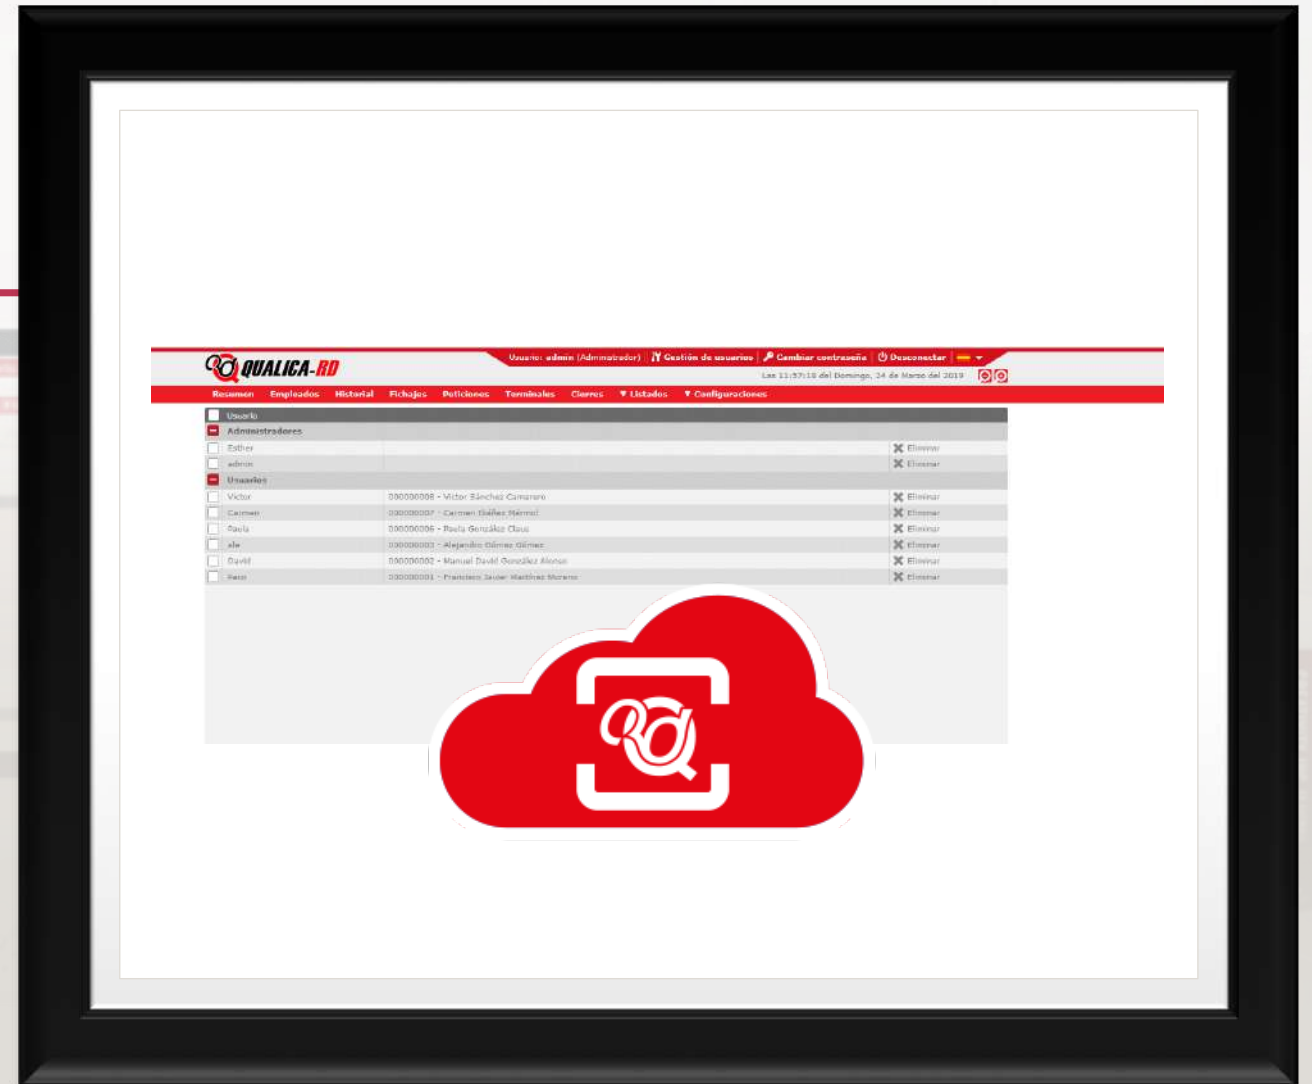 QUALICA-RD
Usuario: admin (Administrador) Gestión de usuarios Cambiar contraseña Desconectar
Las 11:57:18 del Domingo, 24 de Marzo del 2019
Resumen Empleados Historial Fichajes Peticiones Terminales Cierres ▼ Listados ▼ Configuraciones
Usuario
Administradores
Esther Eliminar
admin Eliminar
Usuarios
Victor 000000008 - Victor Sánchez Camarero Eliminar
Carmen 000000007 - Carmen Ibáñez Mármol Eliminar
Paula 000000006 - Paula González Claus Eliminar
ale 000000003 - Alejandro Gómez Gómez Eliminar
David 000000002 - Manuel David González Alonso Eliminar
000000001 - Francisco Javier Martínez Moreno Eliminar